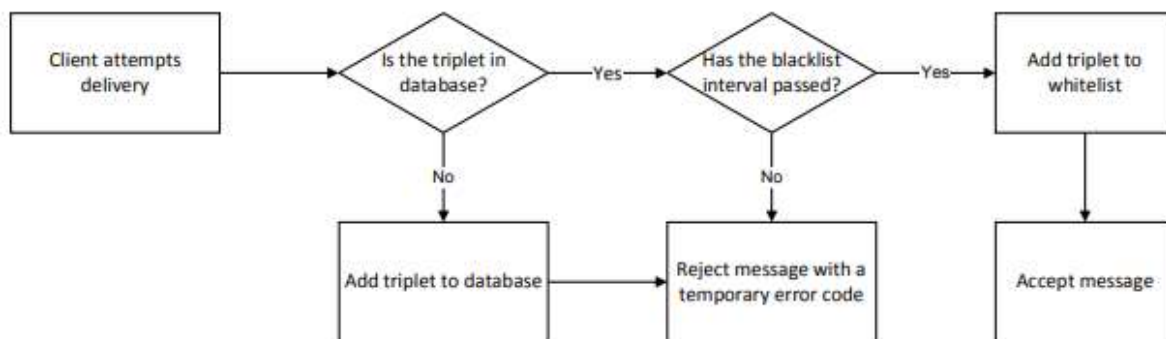 Client attempts
delivery
Is the triplet in
database?
Yes
Has the blacklist
interval passed?
Yes
Add triplet to
whitelist
No
No
Add triplet to database
Reject message with a
temporary error code
Accept message